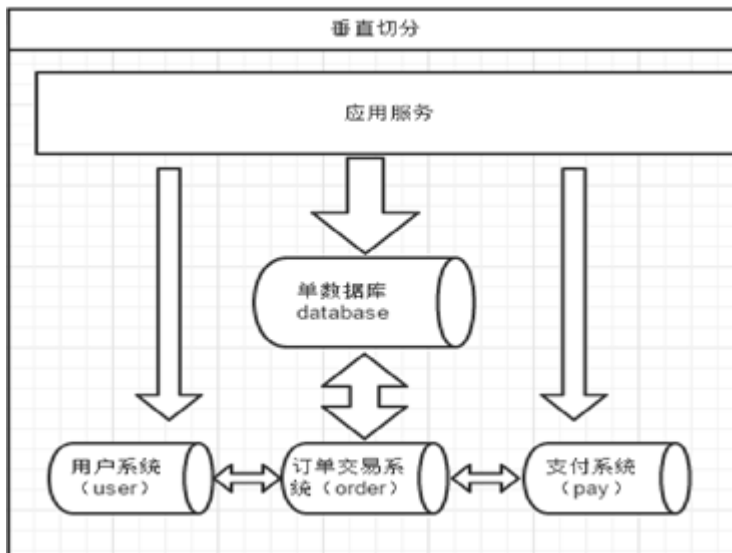 垂直切分
应用服务
单数据库
database
用户系统
（user）
订单交易系
统（order）
支付系统
（pay）